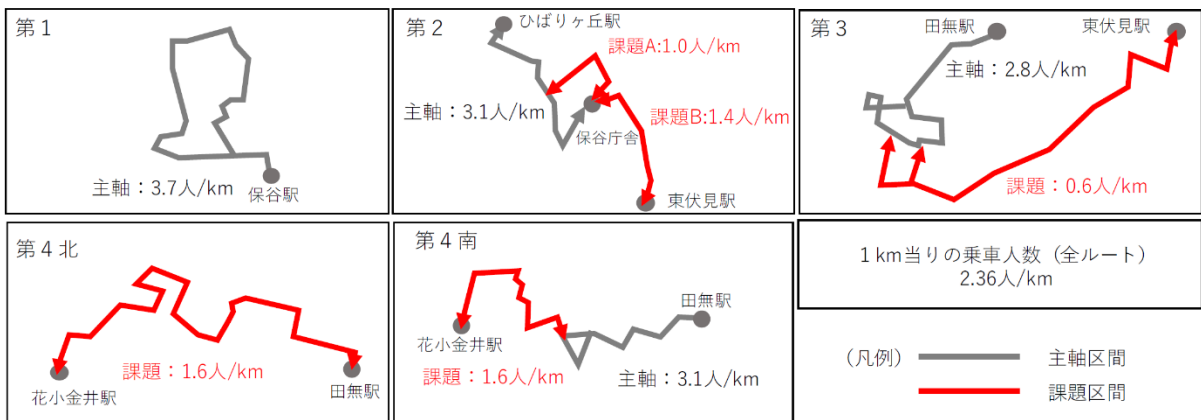 第１
主軸：3.7人/km
保谷駅
第２
ひばりヶ丘駅
課題A:1.0人/km
主軸：3.1人/km
課題B:1.4人/km
保谷庁舎
東伏見駅
第３
田無駅
東伏見駅
主軸：2.8人/km
課題：0.6人/km
第４北
花小金井駅
課題：1.6人/km
田無駅
第４南
田無駅
花小金井駅
課題：1.6人/km
主軸：3.1人/km
1 km当りの乗車人数（全ルート）
2.36人/km
（凡例）
主軸区間
課題区間